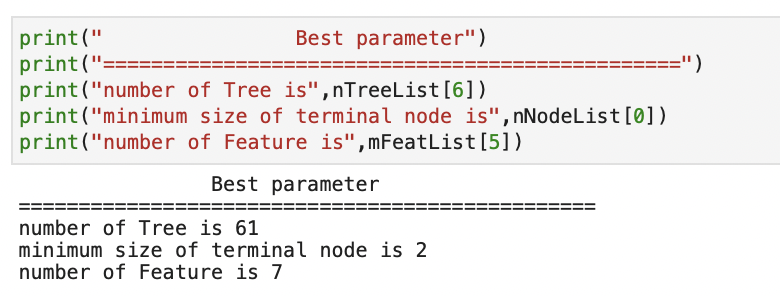 print("                Best parameter")
print("================================================")
print("number of Tree is",nTreeList[6])
print("minimum size of terminal node is",nNodeList[0])
print("number of Feature is",mFeatList[5])
                Best parameter
================================================
number of Tree is 61
minimum size of terminal node is 2
number of Feature is 7